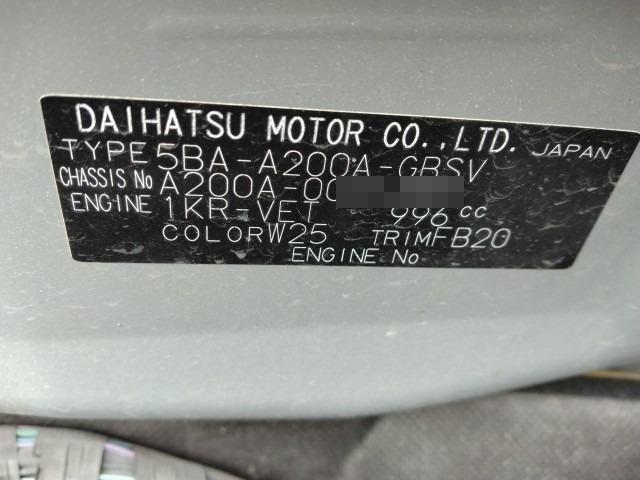 DAIHATSU MOTOR CO.,LTD. JAPAN
TYPE 5BA-A200A-GBSV
CHASSIS No A200A-00
ENGINE 1KR-VET 996 cc
COLOR W25 TRIM FB20
ENGINE No